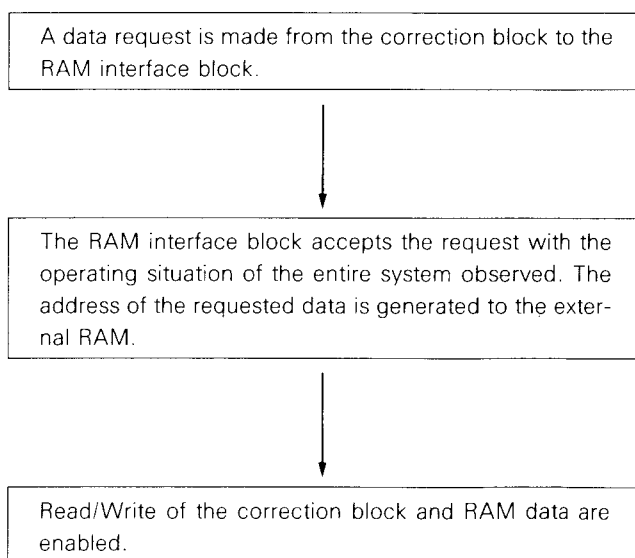 A data request is made from the correction block to the
RAM interface block.
The RAM interface block accepts the request with the
operating situation of the entire system observed. The
address of the requested data is generated to the exter-
nal RAM.
Read/Write of the correction block and RAM data are
enabled.